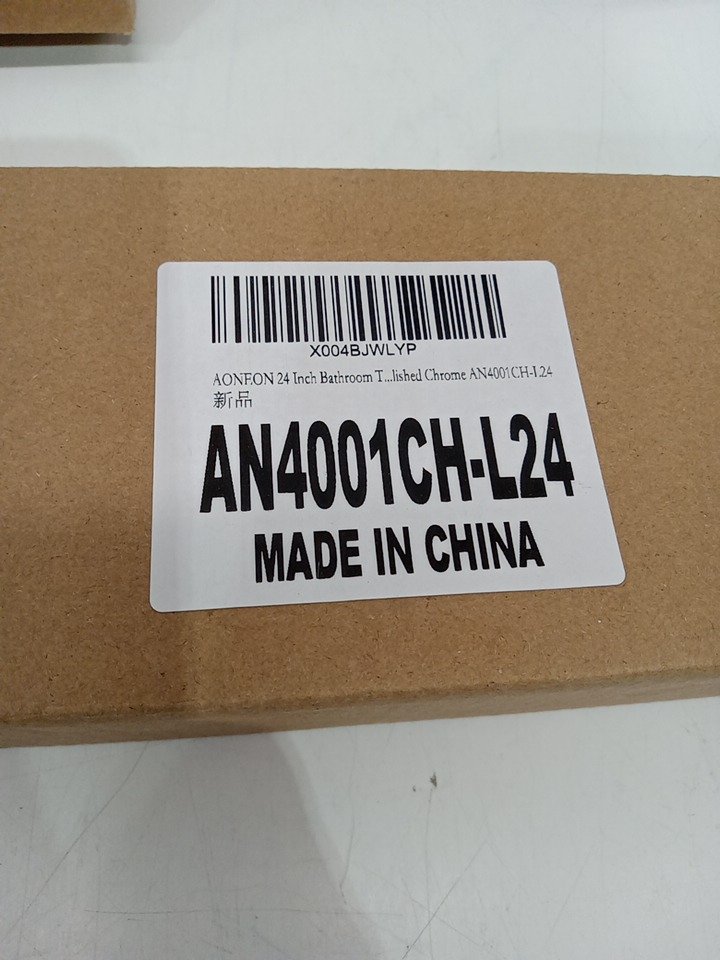 X004BJWLYP
AONEON 24 Inch Bathroom T...lished Chrome AN4001CH-L24
新品
AN4001CH-L24
MADE IN CHINA